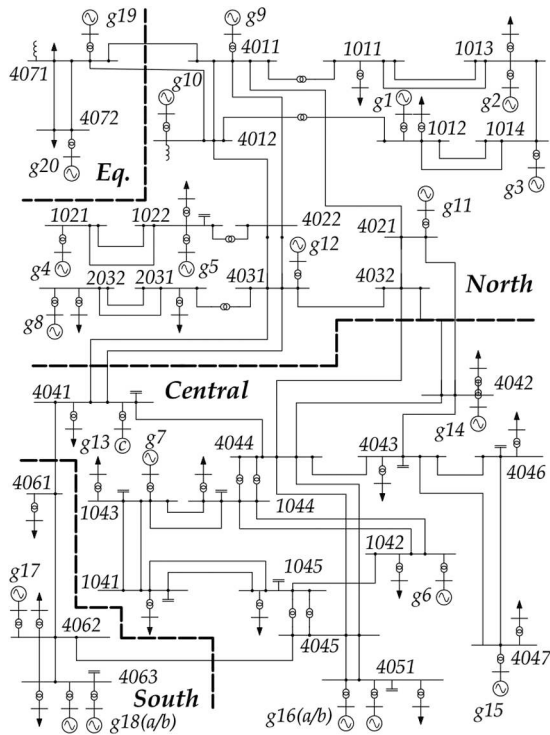 g19
g9
4011
1011
1013
4071
g10
g1
g2
4072
4012
1012
1014
g20
Eq.
g3
1021
1022
4022
g11
4021
g4
g5
g12
2032
2031
4031
4032
North
g8
Central
4041
4042
g13
g7
g14
4044
4043
4046
4061
1043
1044
1042
g17
1041
1045
g6
4062
4045
4047
4063
4051
South
g18(a/b)
g16(a/b)
g15
c